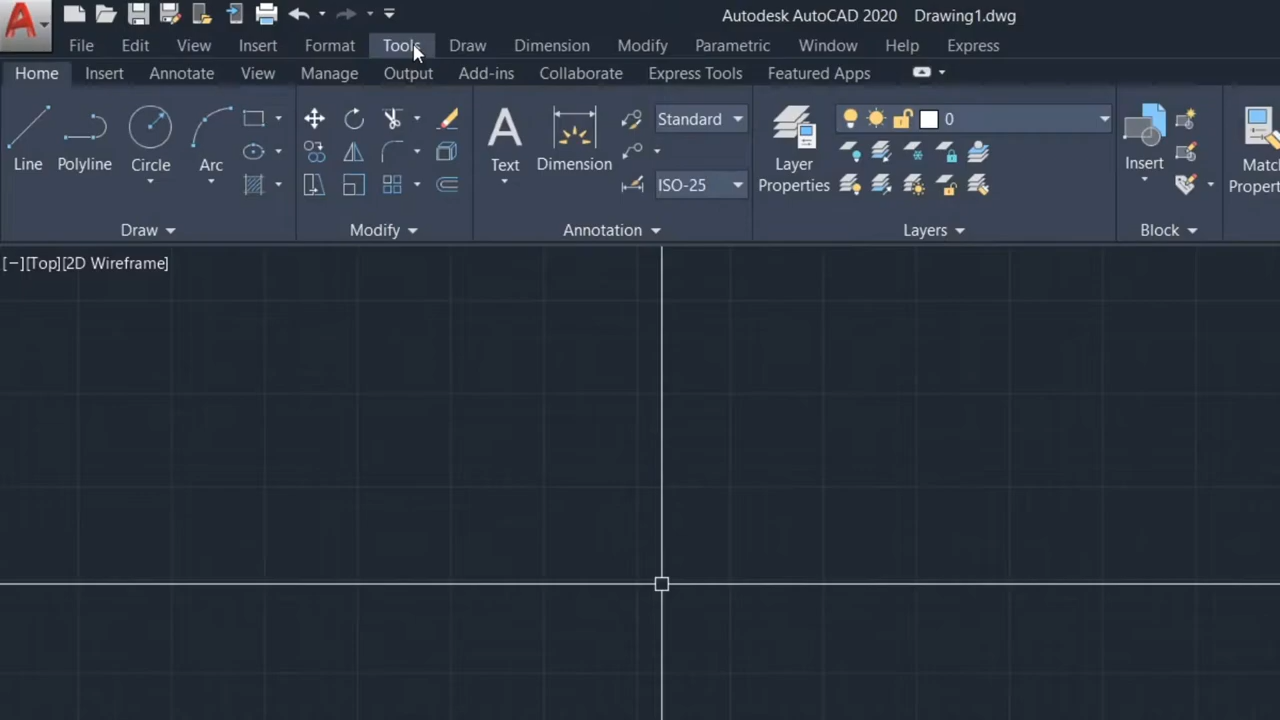 Autodesk AutoCAD 2020 Drawing1.dwg
File Edit View Insert Format Tools Draw Dimension Modify Parametric Window Help Express
Home Insert Annotate View Manage Output Add-ins Collaborate Express Tools Featured Apps
Standard 0
Line Polyline Circle Arc Text Dimension Layer Properties Insert Match
ISO-25
Draw Modify Annotation Layers Block
[−][Top][2D Wireframe]